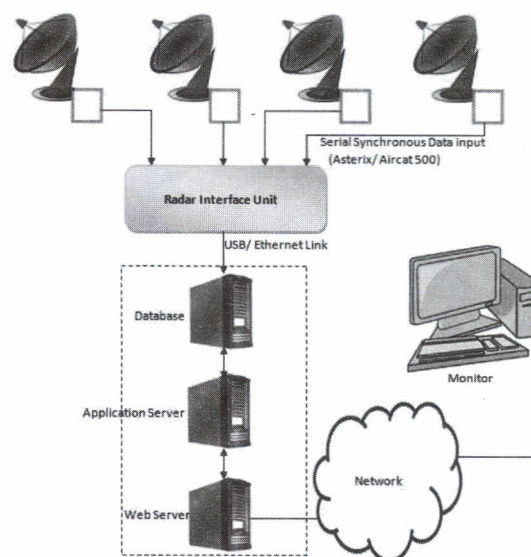 Serial Synchronous Data input
(Asterix/ Aircat 500)
Radar Interface Unit
USB/ Ethernet Link
Database
Monitor
Application Server
Network
Web Server